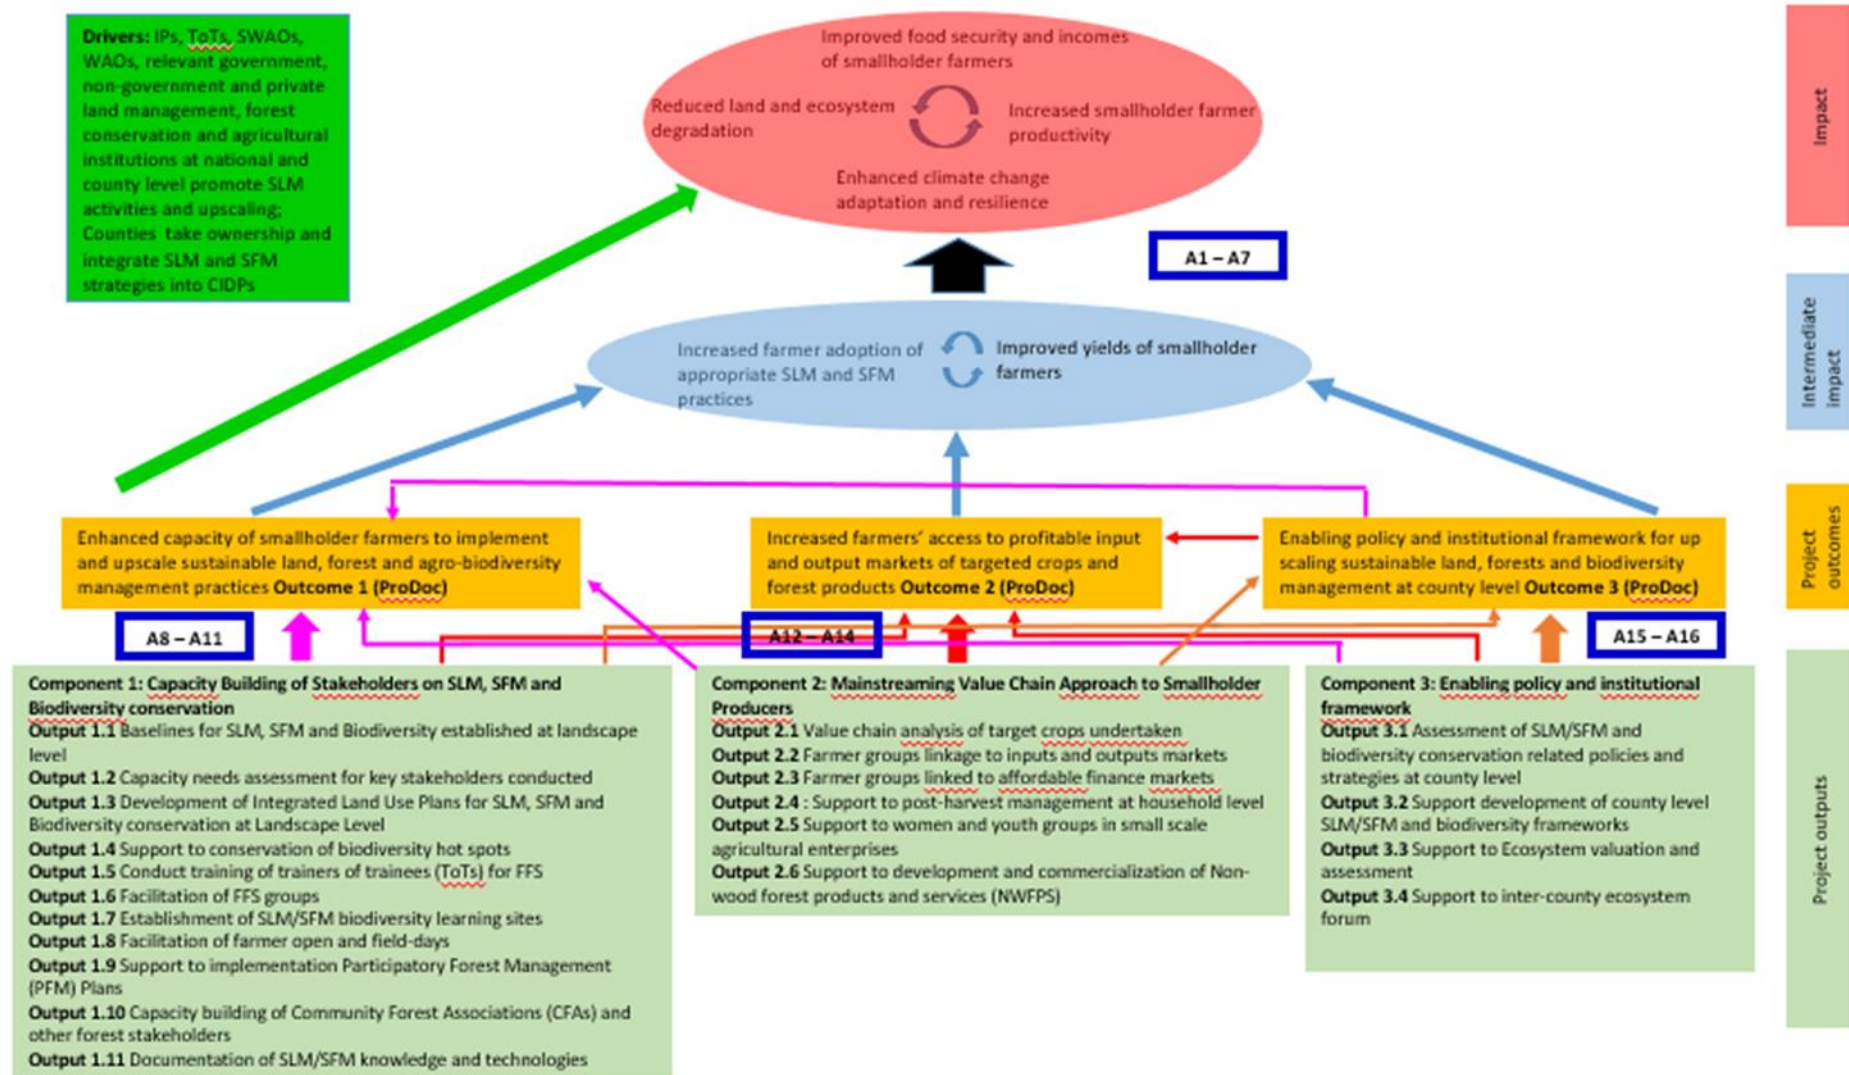 Drivers: IPs, ToTs, SWAOs,
WAOs, relevant government,
non-government and private
land management, forest
conservation and agricultural
institutions at national and
county level promote SLM
activities and upscaling;
Counties take ownership and
integrate SLM and SFM
strategies into CIDPs
Improved food security and incomes
of smallholder farmers
Reduced land and ecosystem
degradation
Increased smallholder farmer
productivity
Enhanced climate change
adaptation and resilience
Impact
A1 – A7
Increased farmer adoption of
appropriate SLM and SFM
practices
Improved yields of smallholder
farmers
Intermediate
impact
Enhanced capacity of smallholder farmers to implement
and upscale sustainable land, forest and agro-biodiversity
management practices Outcome 1 (ProDoc)
Increased farmers' access to profitable input
and output markets of targeted crops and
forest products Outcome 2 (ProDoc)
Enabling policy and institutional framework for up
scaling sustainable land, forests and biodiversity
management at county level Outcome 3 (ProDoc)
Project
outcomes
A8 – A11
A12 – A14
A15 – A16
Component 1: Capacity Building of Stakeholders on SLM, SFM and
Biodiversity conservation
Output 1.1 Baselines for SLM, SFM and Biodiversity established at landscape
level
Output 1.2 Capacity needs assessment for key stakeholders conducted
Output 1.3 Development of Integrated Land Use Plans for SLM, SFM and
Biodiversity conservation at Landscape Level
Output 1.4 Support to conservation of biodiversity hot spots
Output 1.5 Conduct training of trainers of trainees (ToTs) for FFS
Output 1.6 Facilitation of FFS groups
Output 1.7 Establishment of SLM/SFM biodiversity learning sites
Output 1.8 Facilitation of farmer open and field-days
Output 1.9 Support to implementation Participatory Forest Management
(PFM) Plans
Output 1.10 Capacity building of Community Forest Associations (CFAs) and
other forest stakeholders
Output 1.11 Documentation of SLM/SFM knowledge and technologies
Component 2: Mainstreaming Value Chain Approach to Smallholder
Producers
Output 2.1 Value chain analysis of target crops undertaken
Output 2.2 Farmer groups linkage to inputs and outputs markets
Output 2.3 Farmer groups linked to affordable finance markets
Output 2.4 : Support to post-harvest management at household level
Output 2.5 Support to women and youth groups in small scale
agricultural enterprises
Output 2.6 Support to development and commercialization of Non-
wood forest products and services (NWFPS)
Component 3: Enabling policy and institutional
framework
Output 3.1 Assessment of SLM/SFM and
biodiversity conservation related policies and
strategies at county level
Output 3.2 Support development of county level
SLM/SFM and biodiversity frameworks
Output 3.3 Support to Ecosystem valuation and
assessment
Output 3.4 Support to inter-county ecosystem
forum
Project outputs